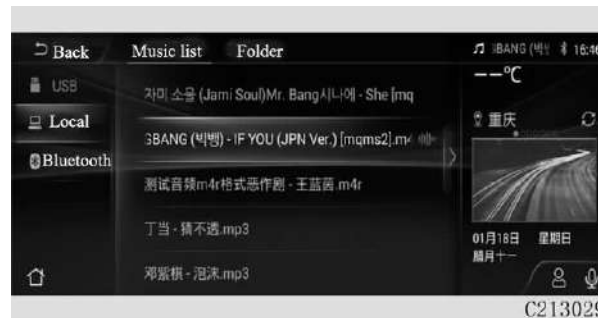 Back Music list Folder
BANG (빅뱅 16:46
--°C
USB
자미 소울 (Jami Soul)Mr. Bang시나에 - She [mq
Local
重庆
BANG (빅뱅) - IF YOU (JPN Ver.) [mqms2].m
Bluetooth
测试音频m4r格式恶作剧 - 王蓝茵.m4r
丁当 - 猜不透.mp3
01月18日 星期日
腊月十一
邓紫棋 - 泡沫.mp3
C213029